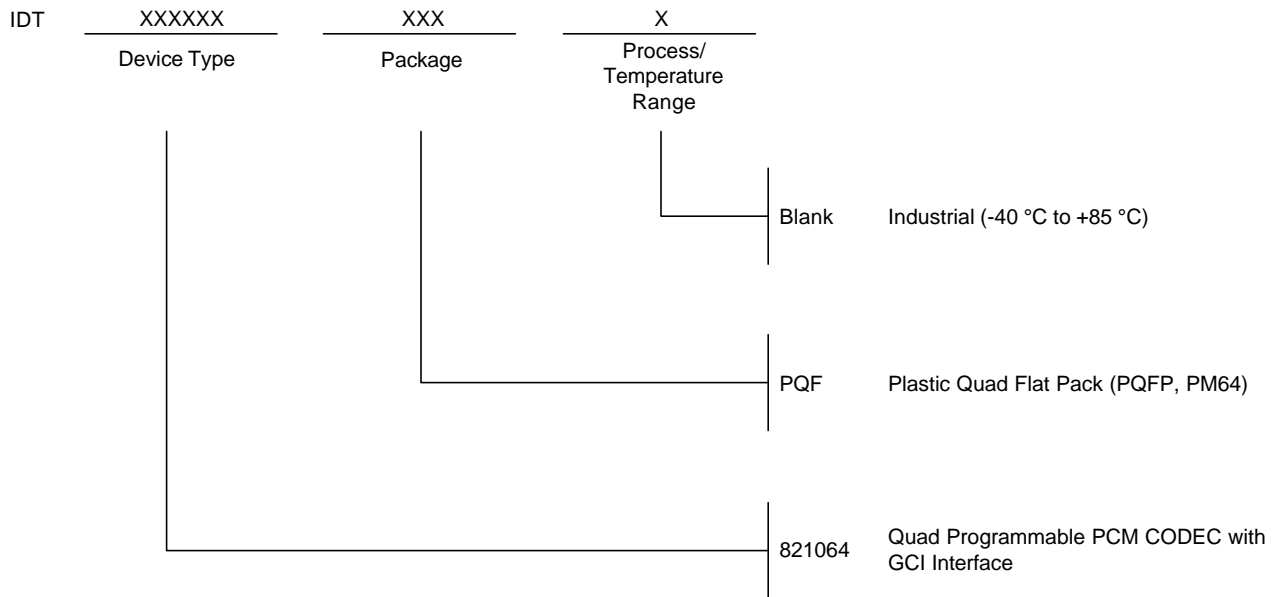 IDT XXXXXX XXX X
Device Type Package Process/
Temperature
Range
Blank Industrial (-40 °C to +85 °C)
PQF Plastic Quad Flat Pack (PQFP, PM64)
821064 Quad Programmable PCM CODEC with
GCI Interface